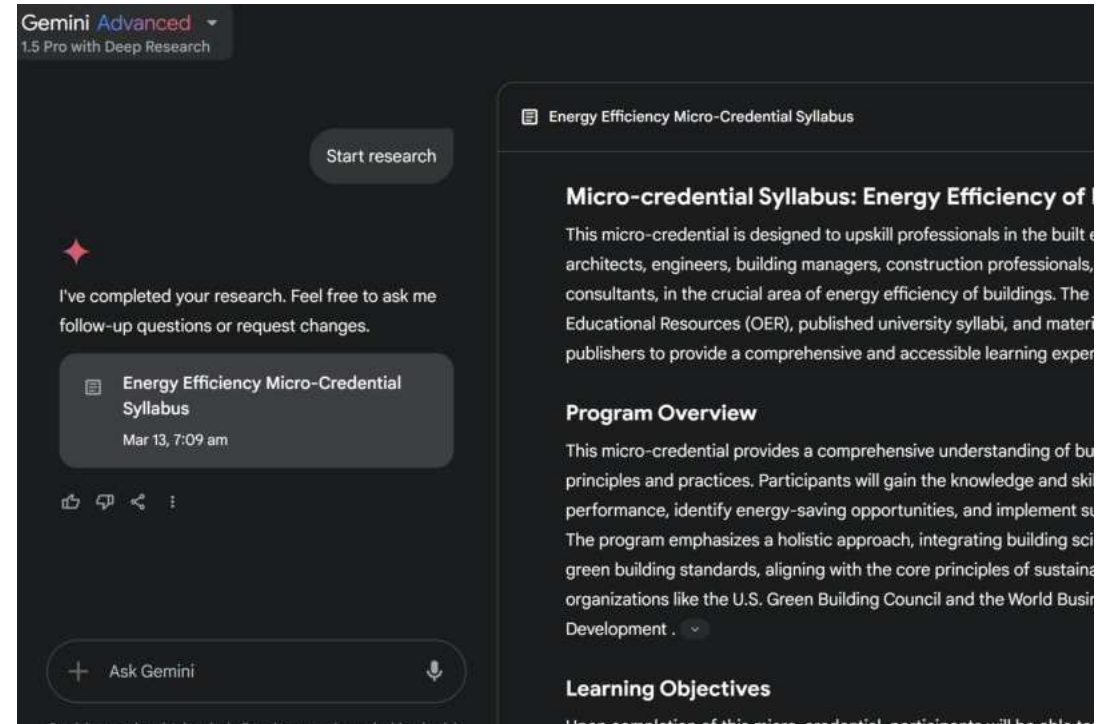 Gemini Advanced
1.5 Pro with Deep Research
Start research
I've completed your research. Feel free to ask me
follow-up questions or request changes.
Energy Efficiency Micro-Credential
Syllabus
Mar 13, 7:09 am
Ask Gemini
Energy Efficiency Micro-Credential Syllabus
Micro-credential Syllabus: Energy Efficiency of
This micro-credential is designed to upskill professionals in the built
architects, engineers, building managers, construction professionals,
consultants, in the crucial area of energy efficiency of buildings. The
Educational Resources (OER), published university syllabi, and materi
publishers to provide a comprehensive and accessible learning exper
Program Overview
This micro-credential provides a comprehensive understanding of bu
principles and practices. Participants will gain the knowledge and skil
performance, identify energy-saving opportunities, and implement su
The program emphasizes a holistic approach, integrating building sci
green building standards, aligning with the core principles of sustaina
organizations like the U.S. Green Building Council and the World Busi
Development .
Learning Objectives